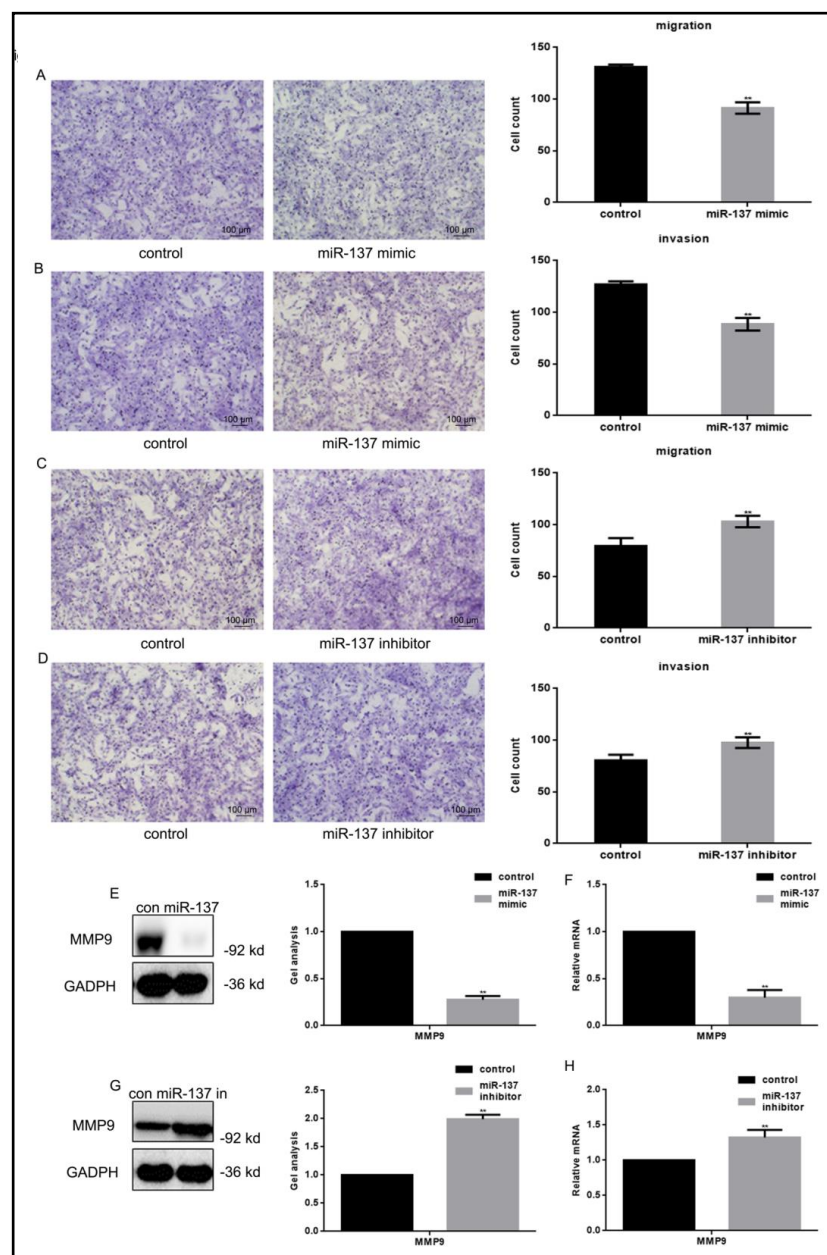 A
100 µm
100 µm
control
miR-137 mimic
migration
Cell count
150
100
50
0
**
control
miR-137 mimic
B
100 µm
100 µm
control
miR-137 mimic
invasion
Cell count
150
100
50
0
**
control
miR-137 mimic
C
100 µm
100 µm
control
miR-137 inhibitor
migration
Cell count
150
100
50
0
**
control
miR-137 inhibitor
D
100 µm
100 µm
control
miR-137 inhibitor
invasion
Cell count
150
100
50
0
**
control
miR-137 inhibitor
E
con miR-137
MMP9
-92 kd
GADPH
-36 kd
control
miR-137
mimic
Gel analysis
1.5
1.0
0.5
0.0
**
MMP9
F
control
miR-137
mimic
Relative mRNA
1.5
1.0
0.5
0.0
**
MMP9
G
con miR-137 in
MMP9
-92 kd
GADPH
-36 kd
control
miR-137
inhibitor
Gel analysis
2.5
2.0
1.5
1.0
0.5
0.0
**
MMP9
H
control
miR-137
inhibitor
Relative mRNA
2.0
1.5
1.0
0.5
0.0
**
MMP9